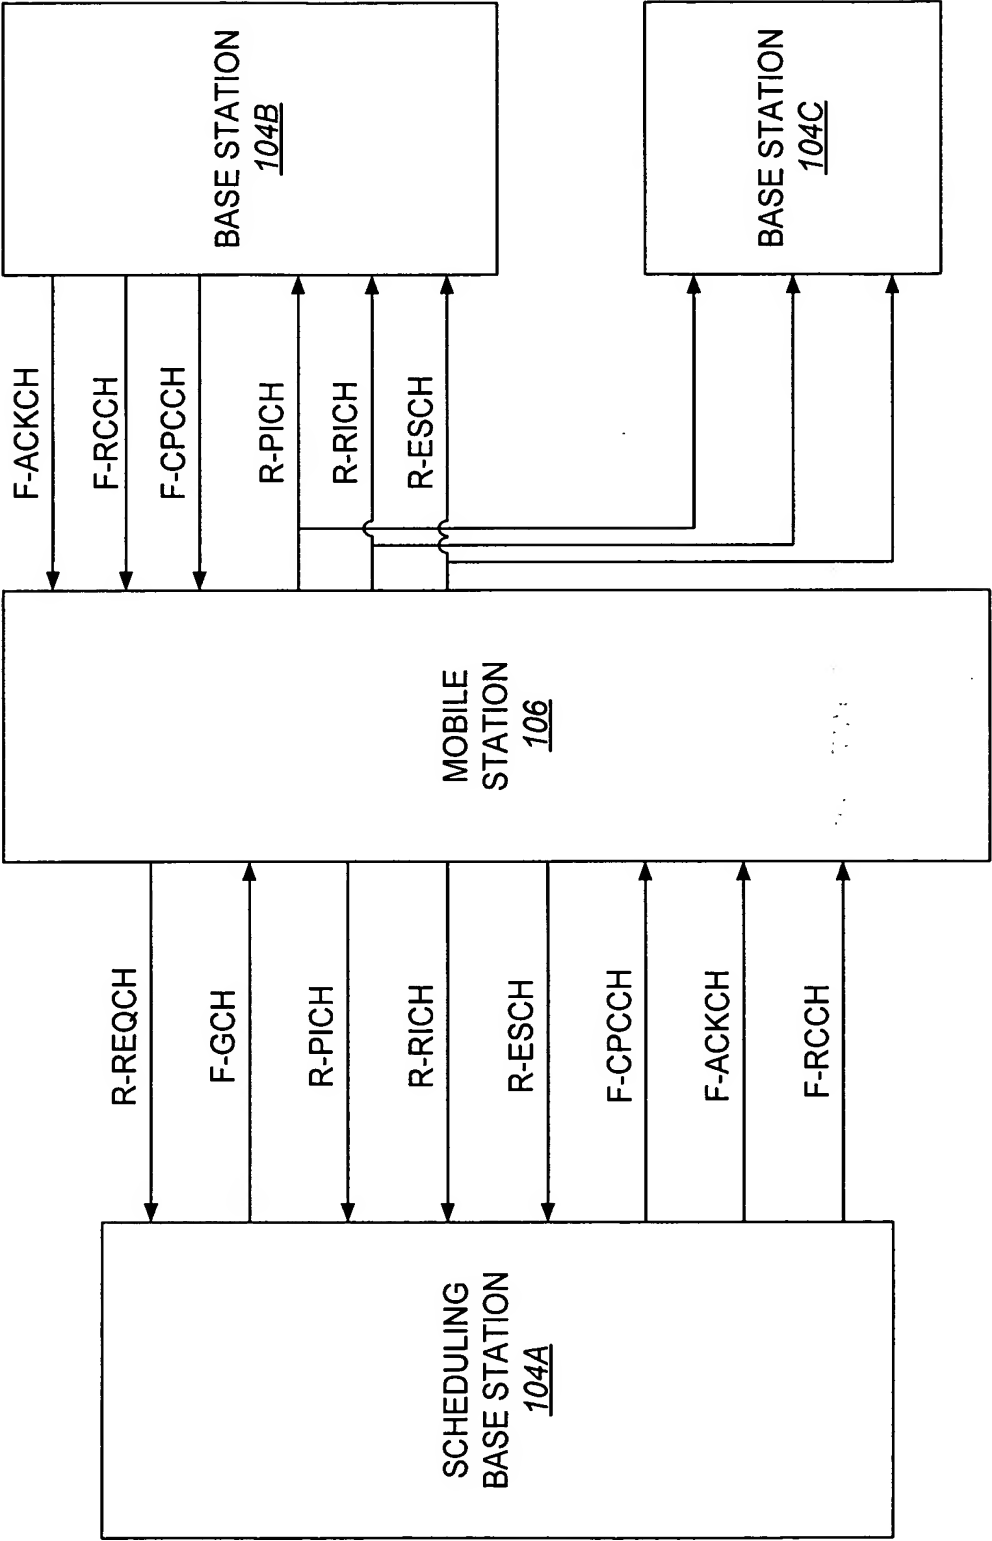 SCHEDULING
BASE STATION
104A
R-REQCH
F-GCH
R-PICH
R-RICH
R-ESCH
F-CPCCH
F-ACKCH
F-RCCH
MOBILE
STATION
106
F-ACKCH
F-RCCH
F-CPCCH
R-PICH
R-RICH
R-ESCH
BASE STATION
104B
BASE STATION
104C